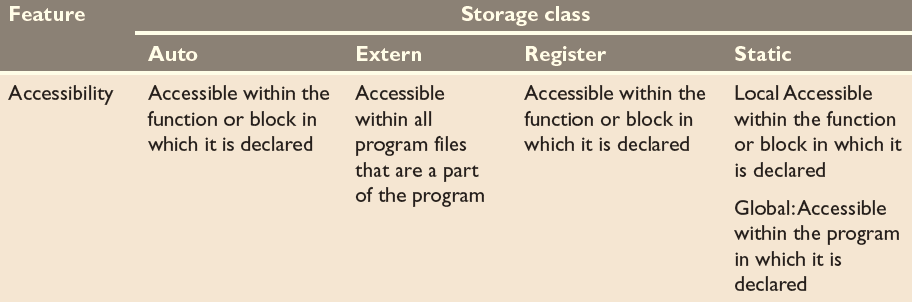 Feature
Storage class
Auto
Extern
Register
Static
Accessibility
Accessible within the
function or block in
which it is declared
Accessible
within all
program files
that are a part
of the program
Accessible within the
function or block in
which it is declared
Local Accessible
within the function
or block in which it
is declared
Global:Accessible
within the program
in which it is
declared